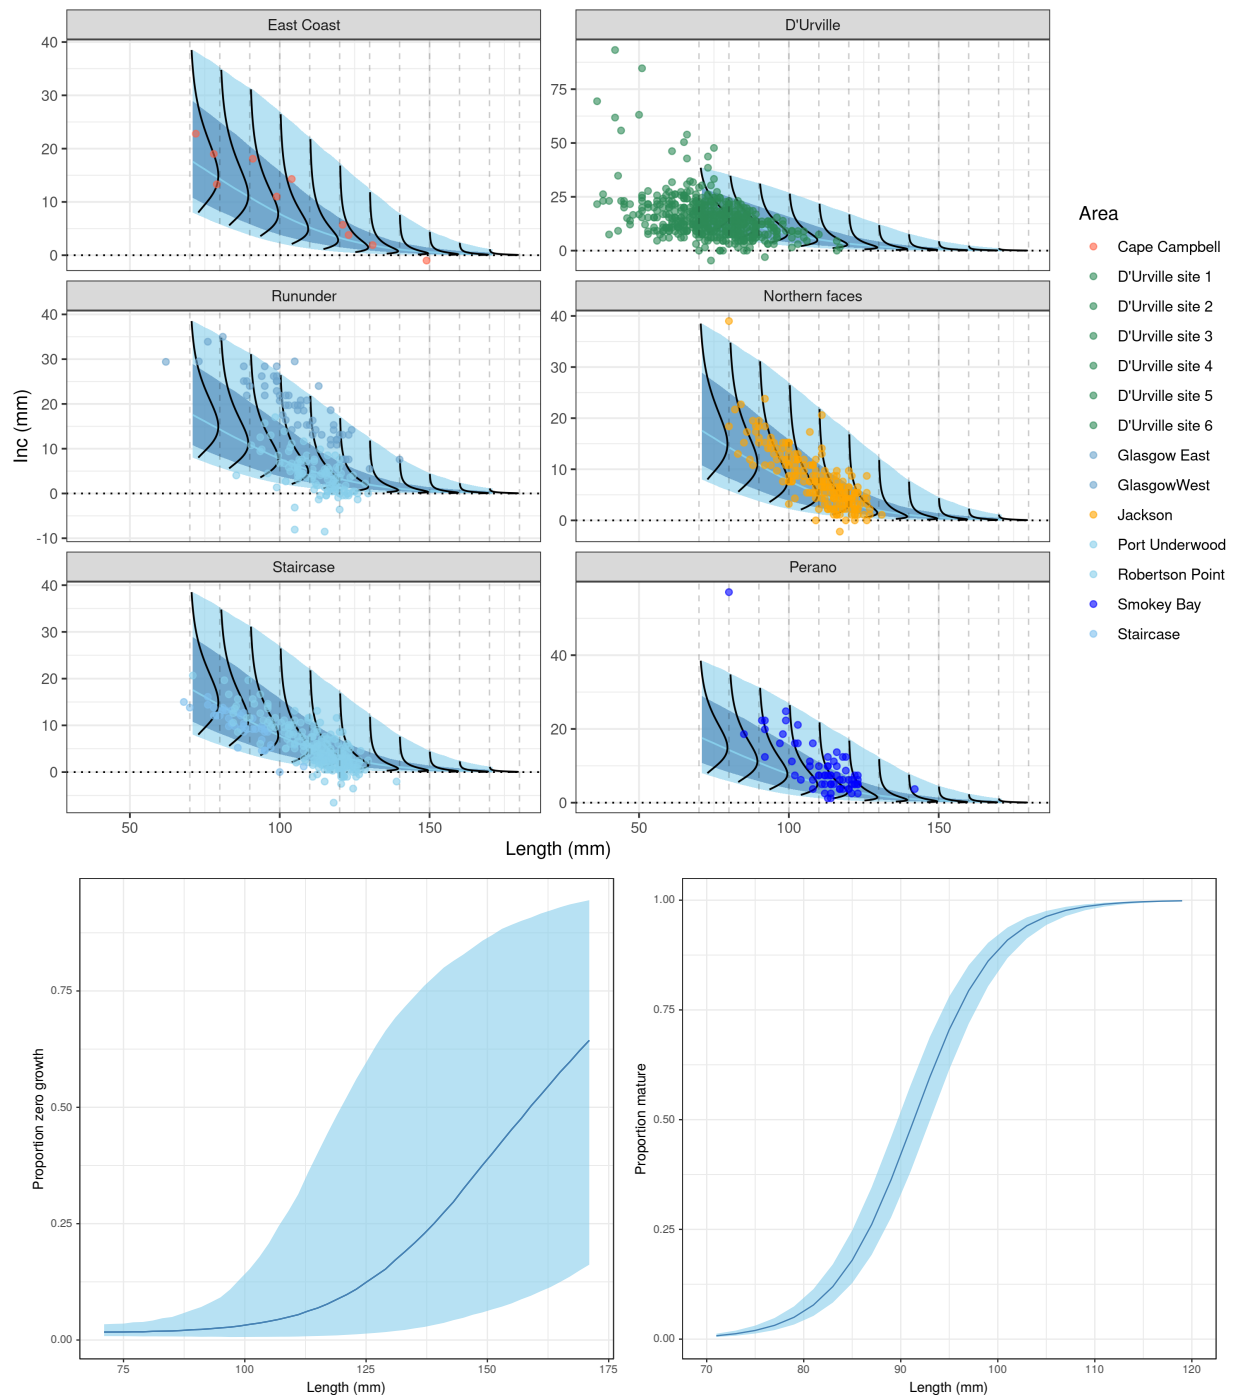 East Coast
D'Urville
40
30
20
10
0
75
50
25
0
Rununder
Northern faces
40
30
20
10
0
-10
40
30
20
10
0
Staircase
Perano
40
30
20
10
0
40
20
0
50
100
150
50
100
150
Inc (mm)
Length (mm)
Area
Cape Campbell
D'Urville site 1
D'Urville site 2
D'Urville site 3
D'Urville site 4
D'Urville site 5
D'Urville site 6
Glasgow East
GlasgowWest
Jackson
Port Underwood
Robertson Point
Smokey Bay
Staircase
Proportion zero growth
0.75
0.50
0.25
0.00
75
100
125
150
175
Length (mm)
Proportion mature
1.00
0.75
0.50
0.25
0.00
70
80
90
100
110
120
Length (mm)